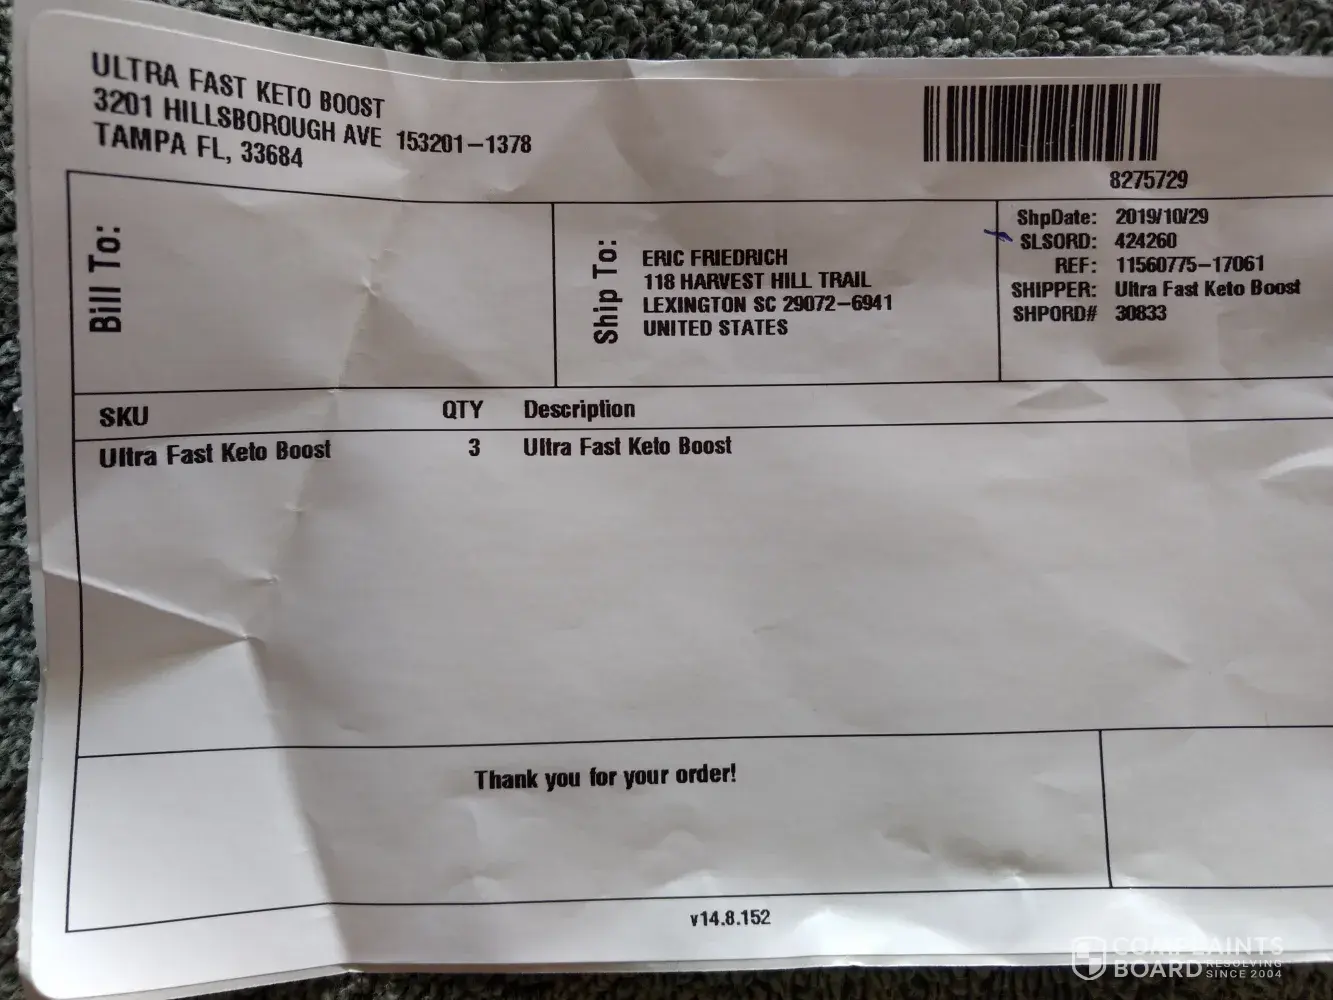 ULTRA FAST KETO BOOST
3201 HILLSBOROUGH AVE 153201-1378
TAMPA FL, 33684
8275729
Bill To:
Ship To:
ERIC FRIEDRICH
118 HARVEST HILL TRAIL
LEXINGTON SC 29072-6941
UNITED STATES
ShpDate: 2019/10/29
SLSORD: 424260
REF: 11560775-17061
SHIPPER: Ultra Fast Keto Boost
SHPORD# 30833
SKU QTY Description
Ultra Fast Keto Boost 3 Ultra Fast Keto Boost
Thank you for your order!
v14.8.152
COMPLAINTS
BOARD RESOLVING
SINCE 2004